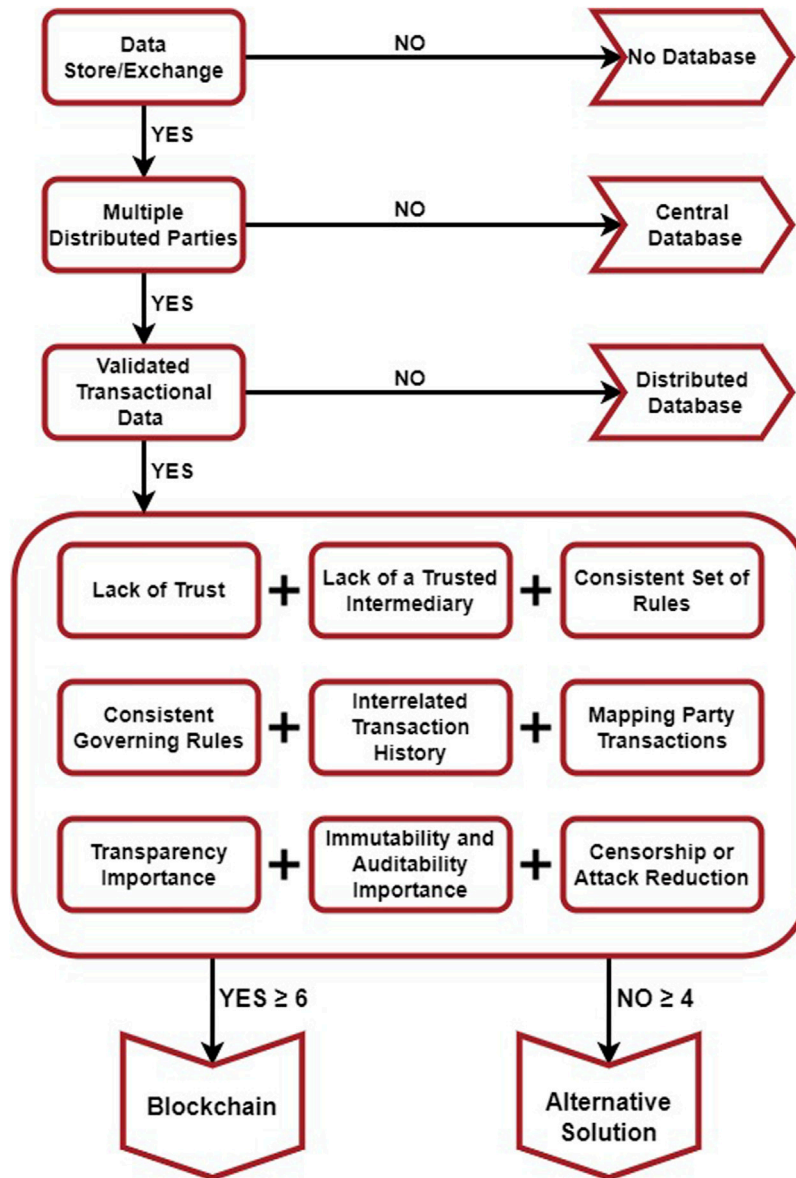 Data
Store/Exchange
NO
No Database
YES
Multiple
Distributed Parties
NO
Central
Database
YES
Validated
Transactional
Data
NO
Distributed
Database
YES
Lack of Trust
+
Lack of a Trusted
Intermediary
+
Consistent Set of
Rules
Consistent
Governing Rules
+
Interrelated
Transaction
History
+
Mapping Party
Transactions
Transparency
Importance
+
Immutability and
Auditability
Importance
+
Censorship or
Attack Reduction
YES ≥ 6
NO ≥ 4
Blockchain
Alternative
Solution